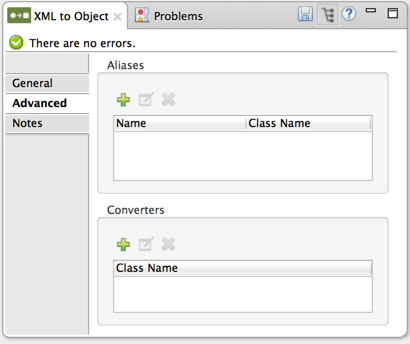 XML to Object
Problems
There are no errors.
General
Advanced
Notes
Aliases
Name Class Name
Converters
Class Name